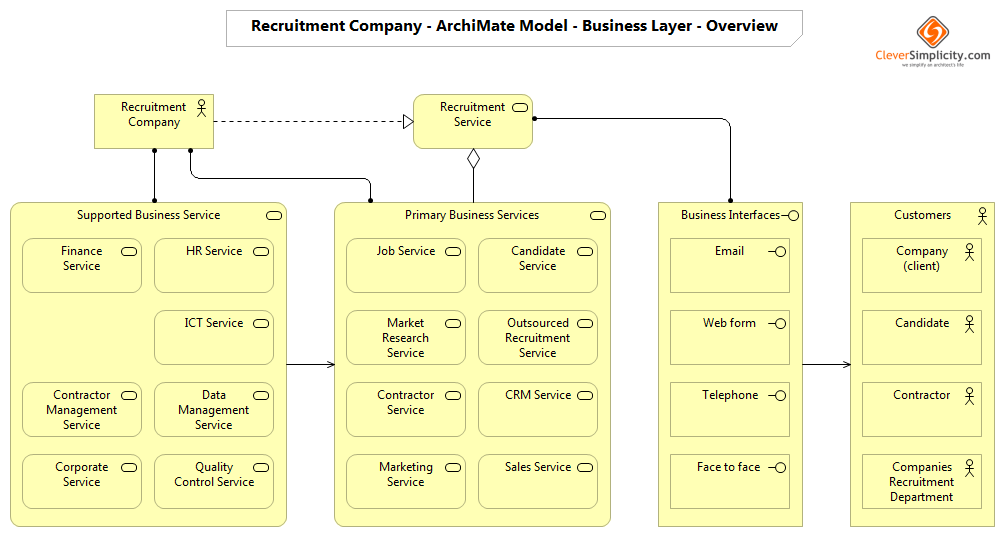 Recruitment Company - ArchiMate Model - Business Layer - Overview
CleverSimplicity.com
we simplify an architect's life
Recruitment
Company
Recruitment
Service
Supported Business Service
Finance
Service
HR Service
ICT Service
Contractor
Management
Service
Data
Management
Service
Corporate
Service
Quality
Control Service
Primary Business Services
Job Service
Candidate
Service
Market
Research
Service
Outsourced
Recruitment
Service
Contractor
Service
CRM Service
Marketing
Service
Sales Service
Business Interfaces
Email
Web form
Telephone
Face to face
Customers
Company
(client)
Candidate
Contractor
Companies
Recruitment
Department